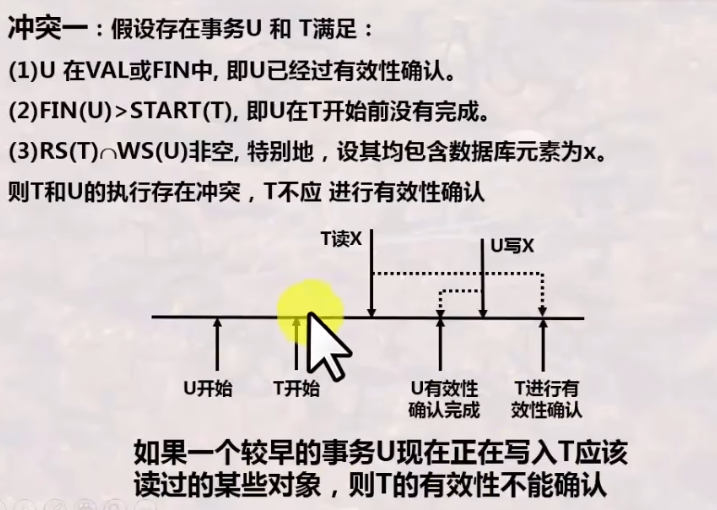 冲突一：假设存在事务U 和 T满足：
(1)U 在VAL或FIN中, 即U已经过有效性确认。
(2)FIN(U)>START(T), 即U在T开始前没有完成。
(3)RS(T)∩WS(U)非空, 特别地，设其均包含数据库元素为x。
则T和U的执行存在冲突，T不应 进行有效性确认
T读X
U写X
U开始
T开始
U有效性
确认完成
T进行有
效性确认
如果一个较早的事务U现在正在写入T应该
读过的某些对象，则T的有效性不能确认